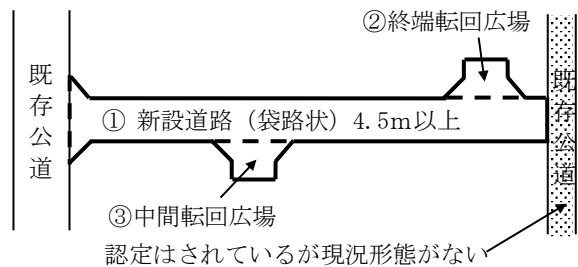 ②終端転回広場
既存公道
① 新設道路（袋路状）4.5m以上
既存公道
③中間転回広場
認定はされているが現況形態がない